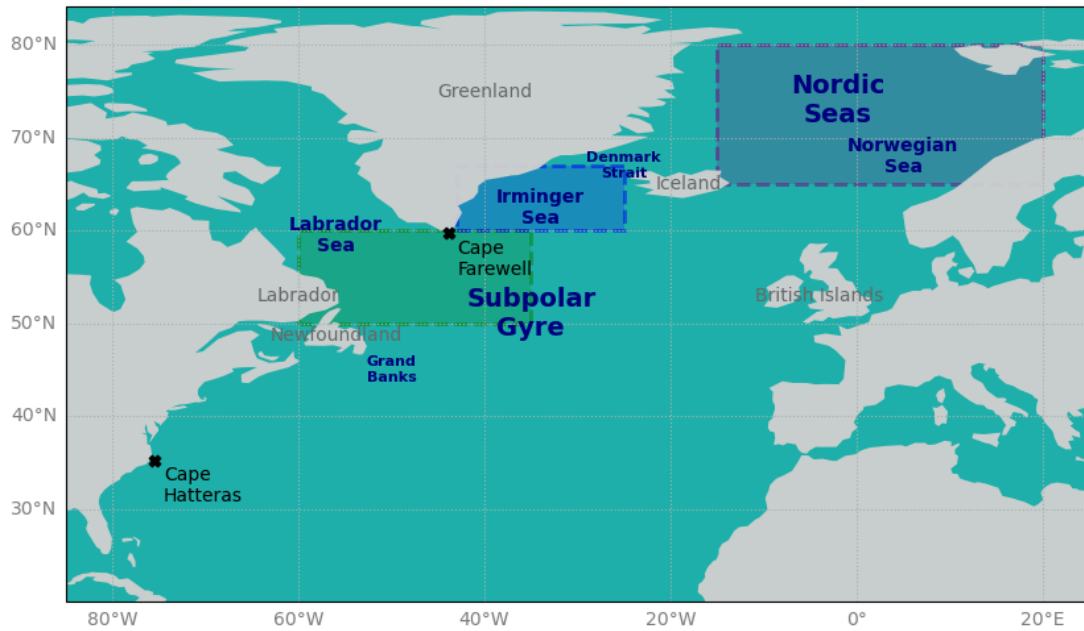 80°N
70°N
60°N
50°N
40°N
30°N
Greenland
Nordic
Seas
Norwegian
Sea
Denmark
Strait
Iceland
Irminger
Sea
Labrador
Sea
Cape
Farewell
Labrador
Subpolar
Gyre
British Islands
Newfoundland
Grand
Banks
Cape
Hatteras
80°W
60°W
40°W
20°W
0°
20°E